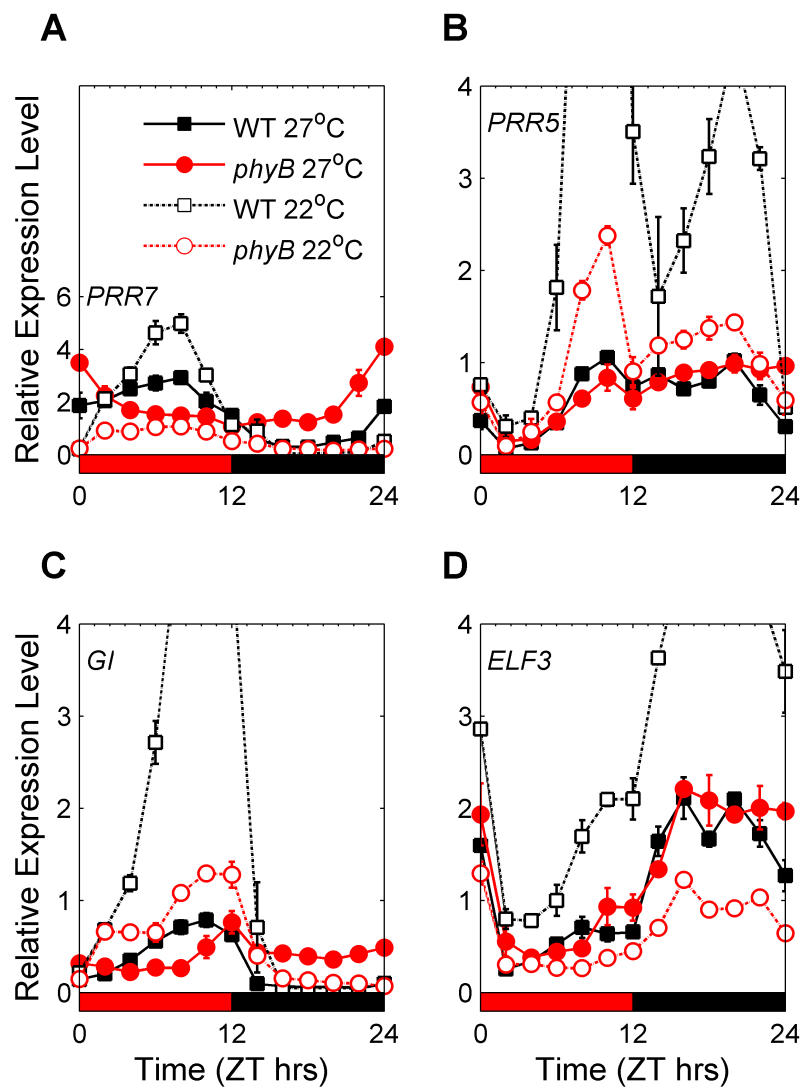 A
B
WT 27°C
phyB 27°C
WT 22°C
phyB 22°C
PRR7
PRR5
Relative Expression Level
6
4
2
0
4
3
2
1
0
0 12 24
0 12 24
C
D
GI
ELF3
Relative Expression Level
4
3
2
1
0
4
3
2
1
0
0 12 24
0 12 24
Time (ZT hrs)
Time (ZT hrs)